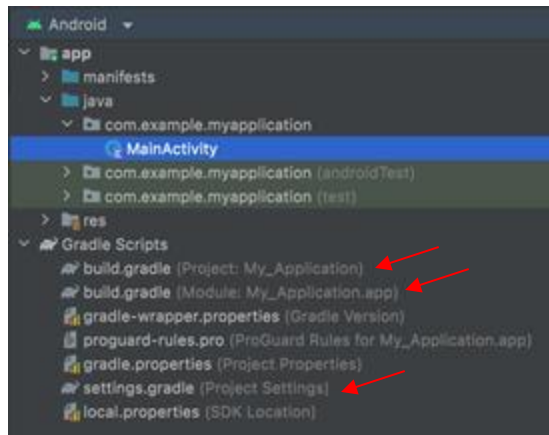 Android
app
manifests
java
com.example.myapplication
MainActivity
com.example.myapplication (androidTest)
com.example.myapplication (test)
res
Gradle Scripts
build.gradle (Project: My_Application)
build.gradle (Module: My_Application.app)
gradle-wrapper.properties (Gradle Version)
proguard-rules.pro (ProGuard Rules for My_Application.app)
gradle.properties (Project Properties)
settings.gradle (Project Settings)
local.properties (SDK Location)